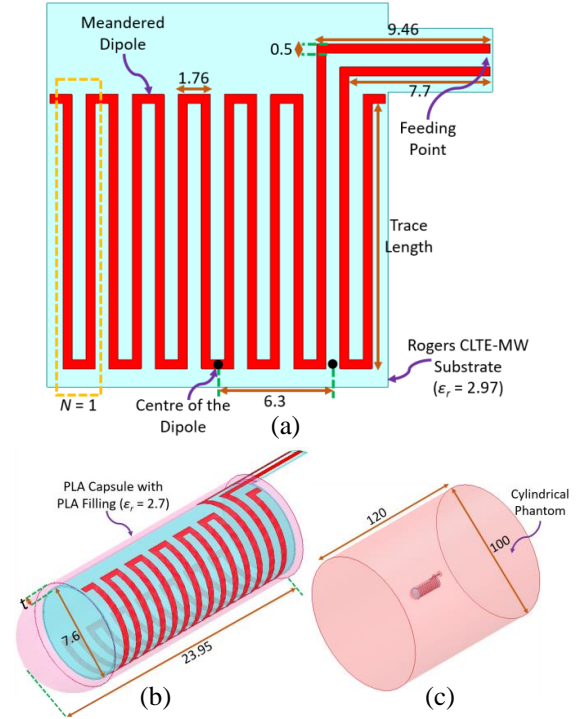 9.46
Meandered
Dipole
0.5
1.76
7.7
Feeding
Point
Trace
Length
Rogers CLTE-MW
Substrate
(εr = 2.97)
N = 1
Centre of the
Dipole
6.3
(a)
PLA Capsule with
PLA Filling (εr = 2.7)
Cylindrical
Phantom
120
100
t
7.6
23.95
(b)
(c)